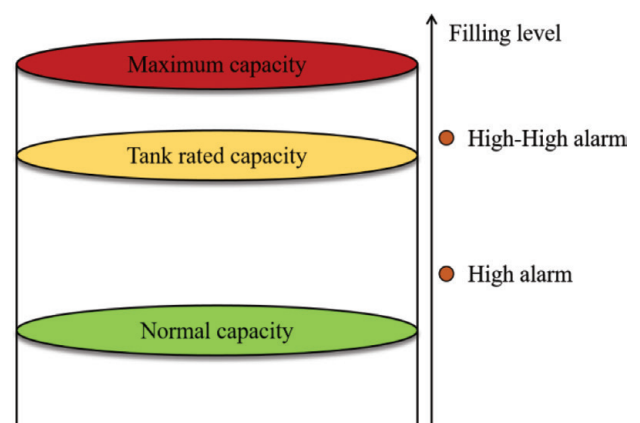 Filling level
Maximum capacity
High-High alarm
Tank rated capacity
High alarm
Normal capacity